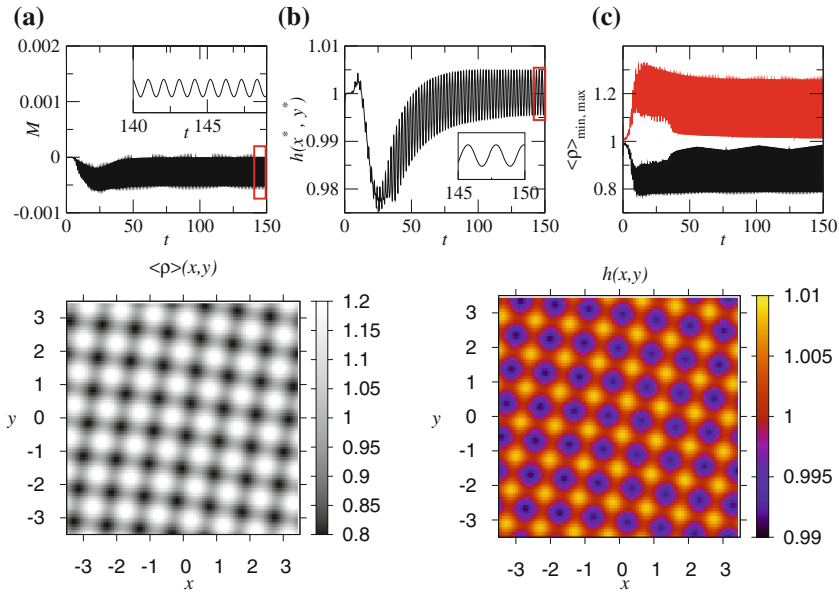 (a) (b) (c)
0.002
0.001
0
-0.001
M
140 t 145
0 50 100 150
t
1.01
1
0.99
0.98
h(x*, y*)
145 150
0 50 100 150
t
1.2
1
0.8
<ρ>min, max
0 50 100 150
t
<ρ>(x,y)
3
2
1
0
-1
-2
-3
y
-3 -2 -1 0 1 2 3
x
1.2
1.15
1.1
1.05
1
0.95
0.9
0.85
0.8
h(x,y)
3
2
1
0
-1
-2
-3
y
-3 -2 -1 0 1 2 3
x
1.01
1.005
1
0.995
0.99